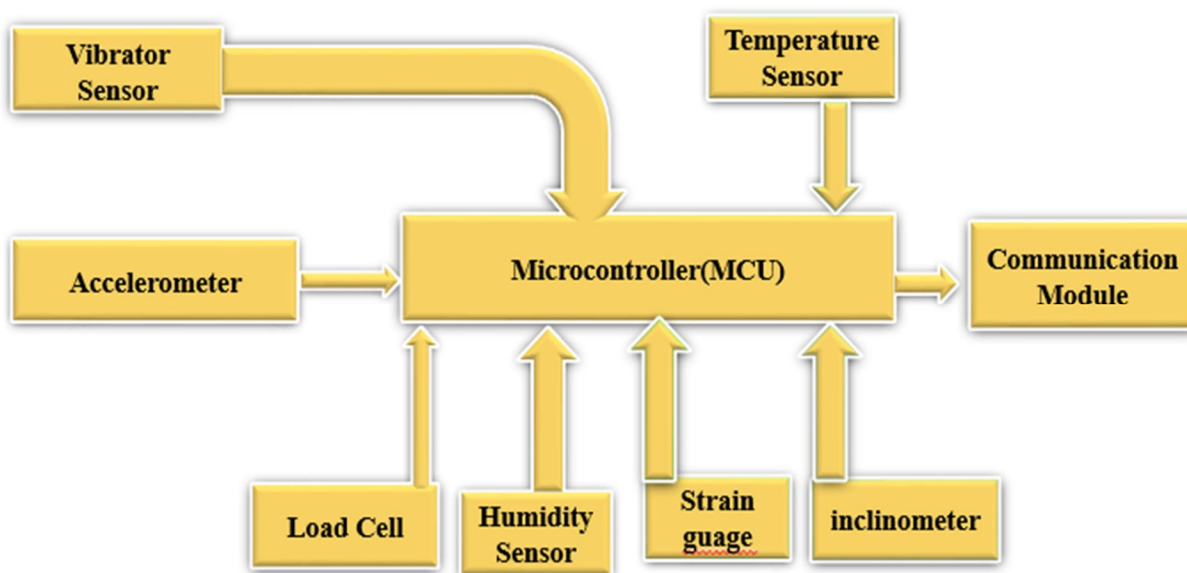 Vibrator
Sensor
Temperature
Sensor
Accelerometer
Microcontroller(MCU)
Communication
Module
Load Cell
Humidity
Sensor
Strain
guage
inclinometer